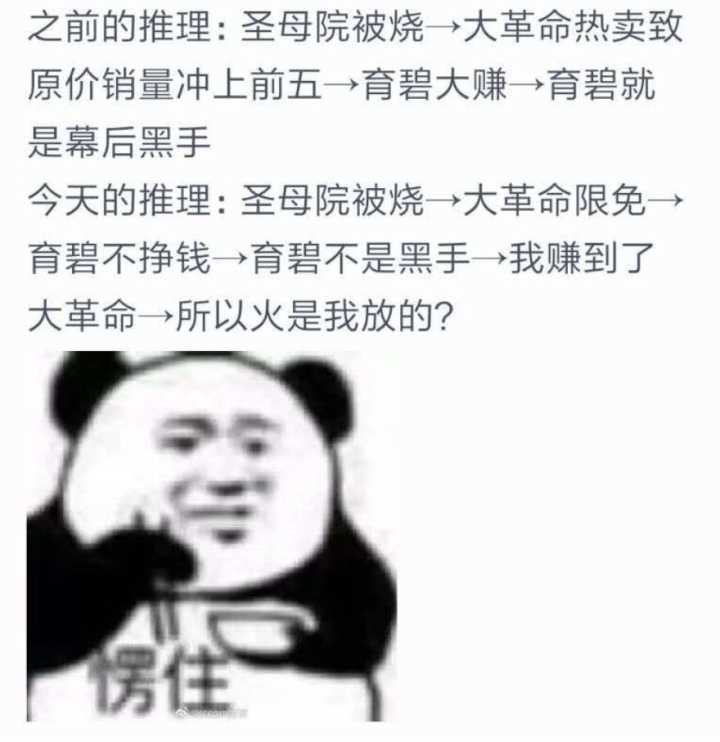 之前的推理：圣母院被烧→大革命热卖致
原价销量冲上前五→育碧大赚→育碧就
是幕后黑手
今天的推理：圣母院被烧→大革命限免→
育碧不挣钱→育碧不是黑手→我赚到了
大革命→所以火是我放的?
愣住